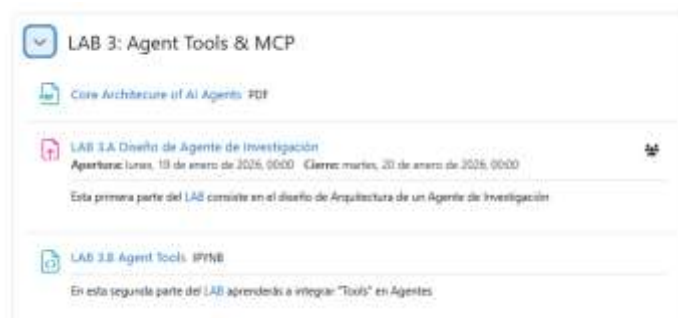 LAB 3: Agent Tools & MCP
Core Architecure of AI Agents PDF
LAB 3.A Diseño de Agente de Investigación
Apertura: lunes, 19 de enero de 2026, 00:00 Cierre: martes, 20 de enero de 2026, 00:00
Esta primera parte del LAB consiste en el diseño de Arquitectura de un Agente de Investigación
LAB 3.B Agent Tools IPYNB
En esta segunda parte del LAB aprenderás a integrar "Tools" en Agentes